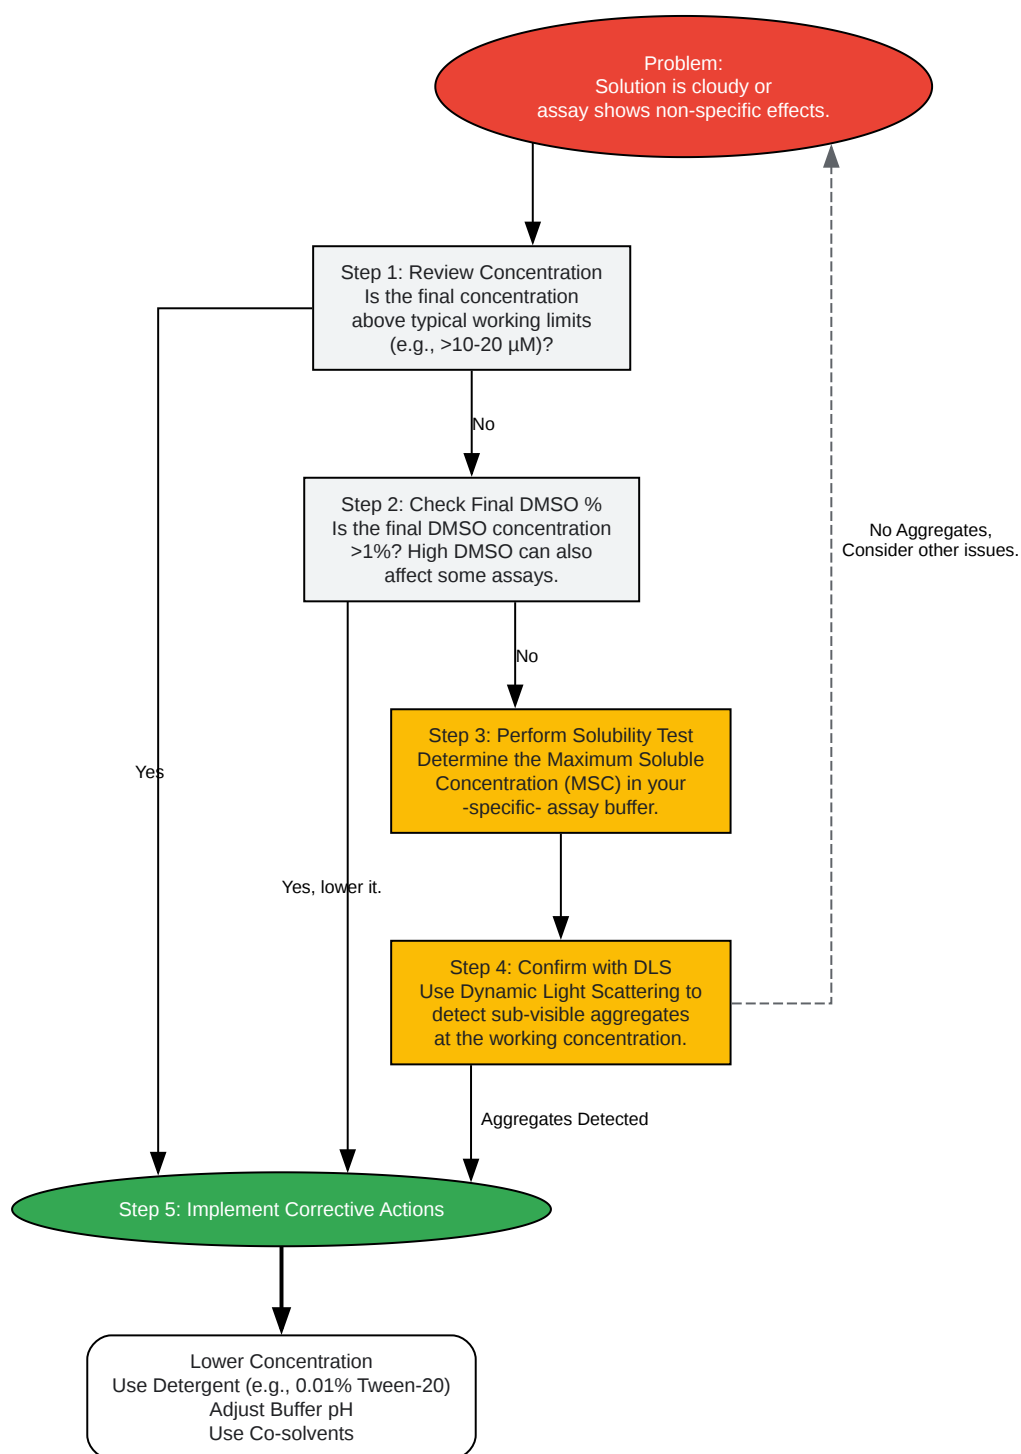 Problem:
Solution is cloudy or
assay shows non-specific effects.
Step 1: Review Concentration
Is the final concentration
above typical working limits
(e.g., >10-20 µM)?
No
Step 2: Check Final DMSO %
Is the final DMSO concentration
>1%? High DMSO can also
affect some assays.
No Aggregates,
Consider other issues.
No
Step 3: Perform Solubility Test
Determine the Maximum Soluble
Concentration (MSC) in your
-specific- assay buffer.
Yes
Yes, lower it.
Step 4: Confirm with DLS
Use Dynamic Light Scattering to
detect sub-visible aggregates
at the working concentration.
Aggregates Detected
Step 5: Implement Corrective Actions
Lower Concentration
Use Detergent (e.g., 0.01% Tween-20)
Adjust Buffer pH
Use Co-solvents